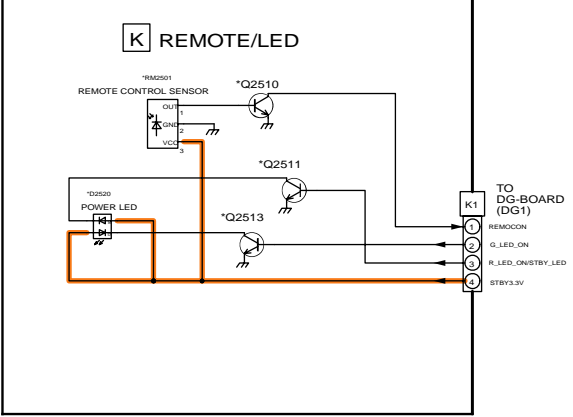 K REMOTE/LED
*RM2501
REMOTE CONTROL SENSOR
*Q2510
OUT
1
GND
2
VCC
3
*Q2511
*D2520
POWER LED
*Q2513
K1
TO
DG-BOARD
(DG1)
1 REMOCON
2 G_LED_ON
3 R_LED_ON/STBY_LED
4 STBY3.3V